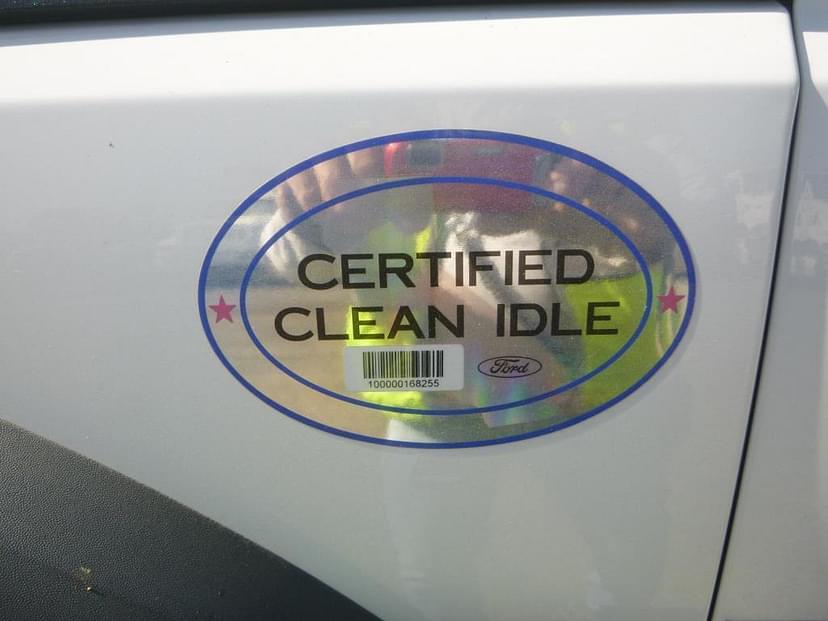 CERTIFIED
CLEAN IDLE
100000168255
Ford